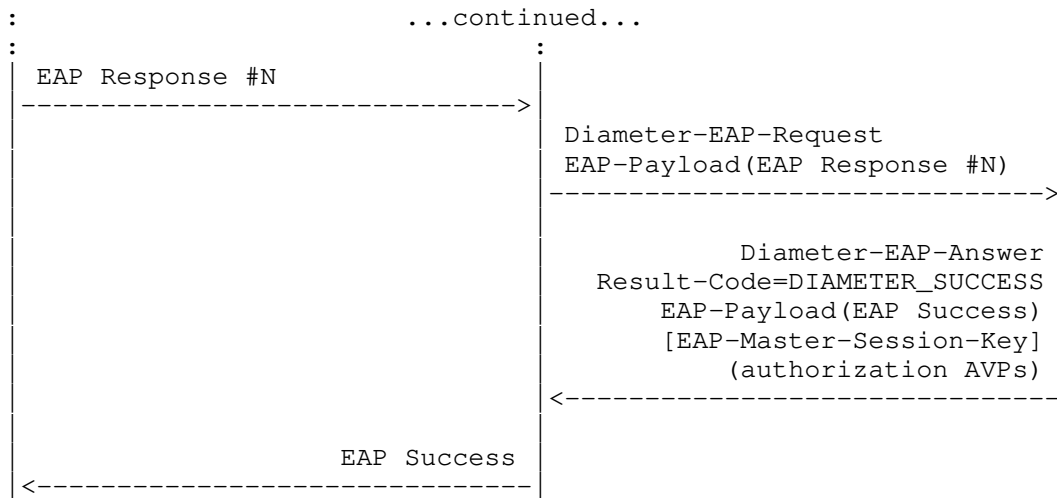 ...continued...
EAP Response #N
Diameter-EAP-Request
EAP-Payload(EAP Response #N)
Diameter-EAP-Answer
Result-Code=DIAMETER_SUCCESS
EAP-Payload(EAP Success)
[EAP-Master-Session-Key]
(authorization AVPs)
EAP Success